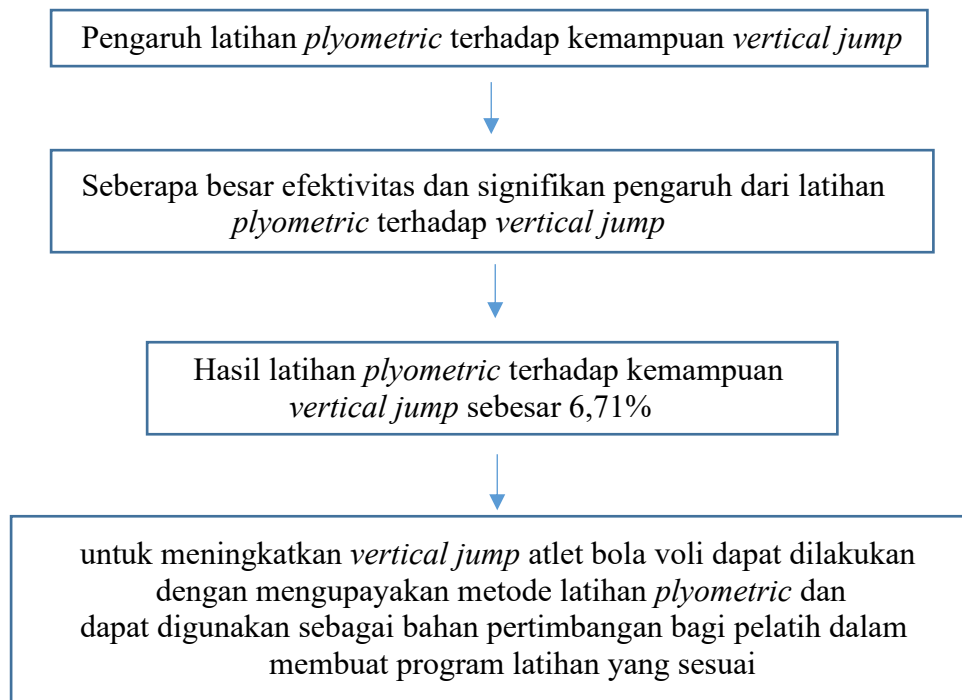 Pengaruh latihan plyometric terhadap kemampuan vertical jump
Seberapa besar efektivitas dan signifikan pengaruh dari latihan
plyometric terhadap vertical jump
Hasil latihan plyometric terhadap kemampuan
vertical jump sebesar 6,71%
untuk meningkatkan vertical jump atlet bola voli dapat dilakukan
dengan mengupayakan metode latihan plyometric dan
dapat digunakan sebagai bahan pertimbangan bagi pelatih dalam
membuat program latihan yang sesuai